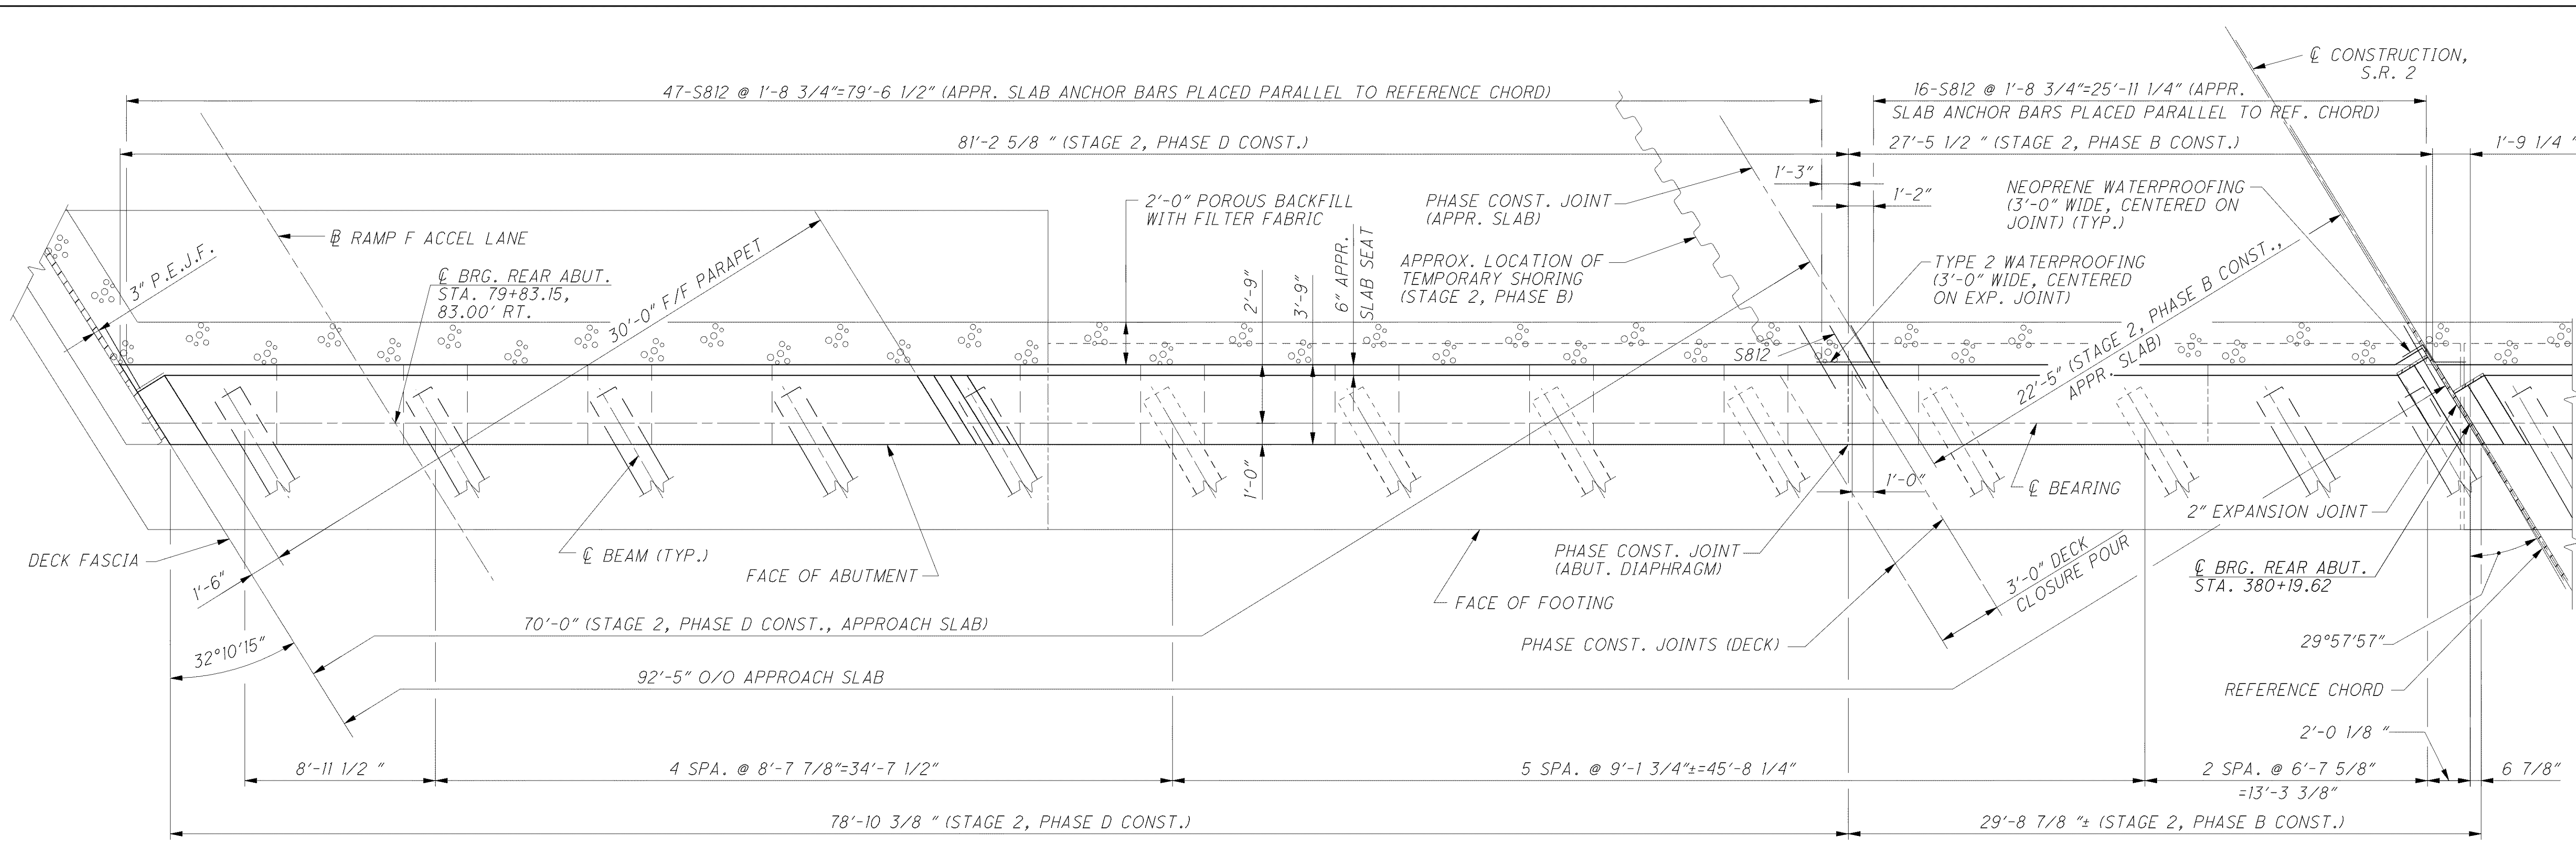 ℄ CONSTRUCTION,
S.R. 2
47-S812 @ 1'-8 3/4"=79'-6 1/2" (APPR. SLAB ANCHOR BARS PLACED PARALLEL TO REFERENCE CHORD)
16-S812 @ 1'-8 3/4"=25'-11 1/4" (APPR.
SLAB ANCHOR BARS PLACED PARALLEL TO REF. CHORD)
81'-2 5/8 " (STAGE 2, PHASE D CONST.)
27'-5 1/2 " (STAGE 2, PHASE B CONST.)
1'-9 1/4 "
1'-3"
1'-2"
2'-0" POROUS BACKFILL
WITH FILTER FABRIC
PHASE CONST. JOINT
(APPR. SLAB)
NEOPRENE WATERPROOFING
(3'-0" WIDE, CENTERED ON
JOINT) (TYP.)
B̲ RAMP F ACCEL LANE
3" P.E.J.F.
℄ BRG. REAR ABUT.
STA. 79+83.15,
83.00' RT.
30'-0" F/F PARAPET
2'-9"
3'-9"
6" APPR.
SLAB SEAT
APPROX. LOCATION OF
TEMPORARY SHORING
(STAGE 2, PHASE B)
TYPE 2 WATERPROOFING
(3'-0" WIDE, CENTERED
ON EXP. JOINT)
S812
22'-5" (STAGE 2, PHASE B CONST.,
APPR. SLAB)
1'-0"
1'-0"
℄ BEARING
2" EXPANSION JOINT
DECK FASCIA
1'-6"
℄ BEAM (TYP.)
FACE OF ABUTMENT
PHASE CONST. JOINT
(ABUT. DIAPHRAGM)
3'-0" DECK
CLOSURE POUR
℄ BRG. REAR ABUT.
STA. 380+19.62
FACE OF FOOTING
70'-0" (STAGE 2, PHASE D CONST., APPROACH SLAB)
PHASE CONST. JOINTS (DECK)
29°57'57"
32°10'15"
92'-5" O/O APPROACH SLAB
REFERENCE CHORD
2'-0 1/8 "
8'-11 1/2 "
4 SPA. @ 8'-7 7/8"=34'-7 1/2"
5 SPA. @ 9'-1 3/4"±=45'-8 1/4"
2 SPA. @ 6'-7 5/8"
=13'-3 3/8"
6 7/8"
78'-10 3/8 " (STAGE 2, PHASE D CONST.)
29'-8 7/8 "± (STAGE 2, PHASE B CONST.)